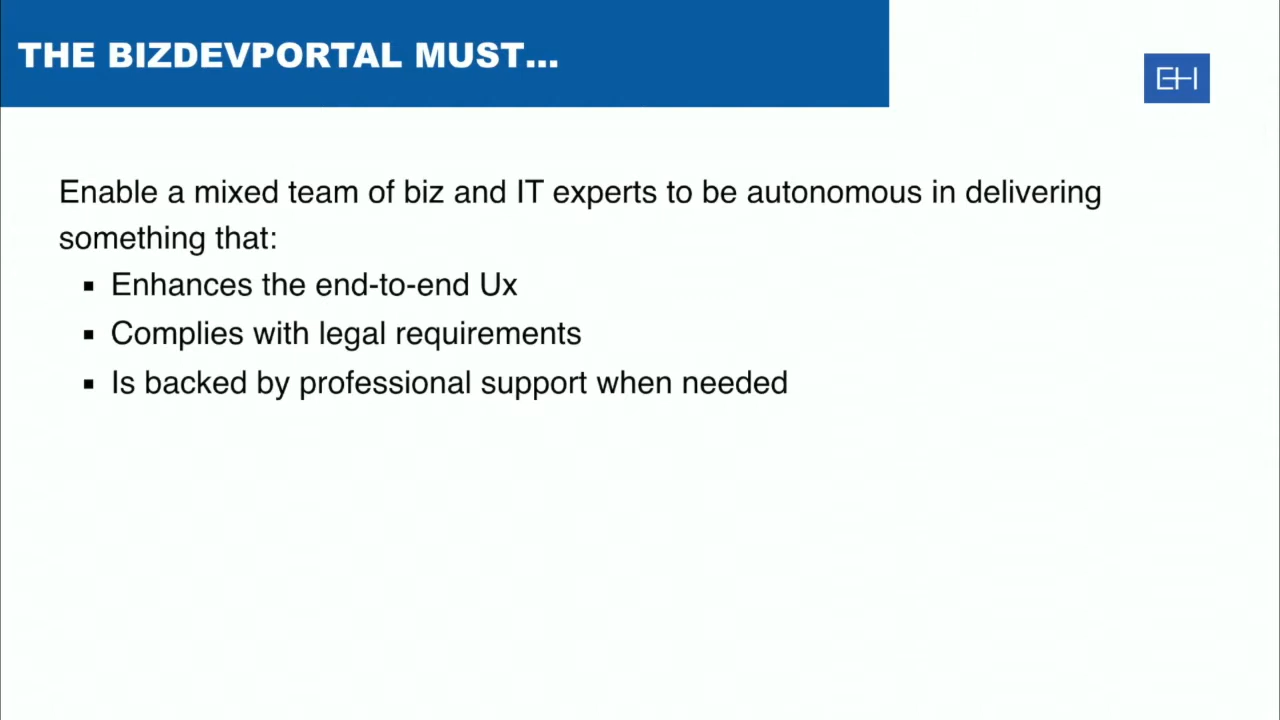 THE BIZDEVPORTAL MUST...
EHI
Enable a mixed team of biz and IT experts to be autonomous in delivering
something that:
▪ Enhances the end-to-end Ux
▪ Complies with legal requirements
▪ Is backed by professional support when needed